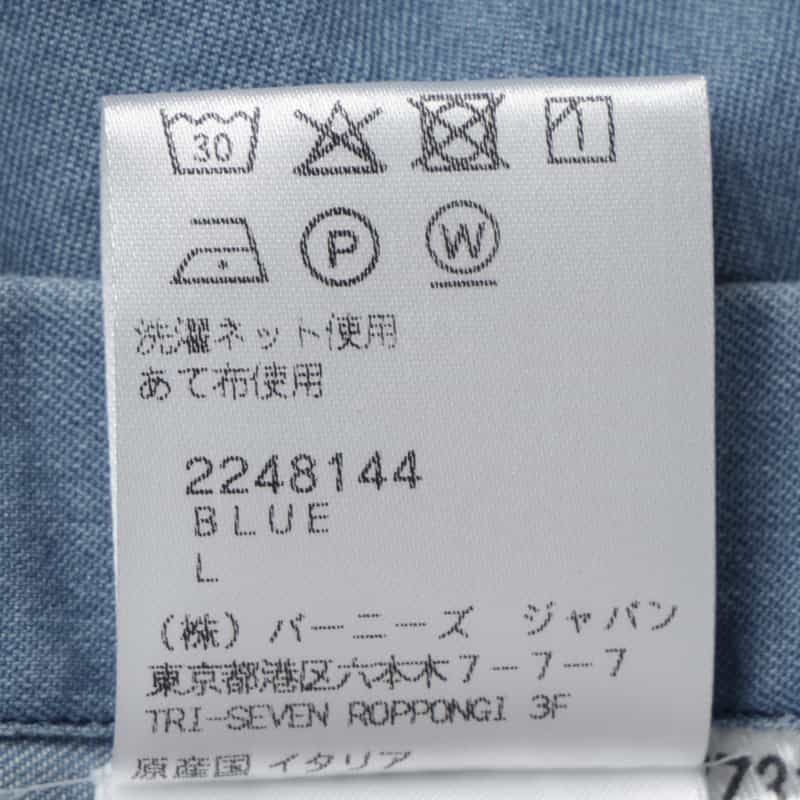 30
P W
洗濯ネット使用
あて布使用
2248144
BLUE
L
(株) バーニーズ ジャパン
東京都港区六本木7-7-7
TRI-SEVEN ROPPONGI 3F
原産国 イタリア